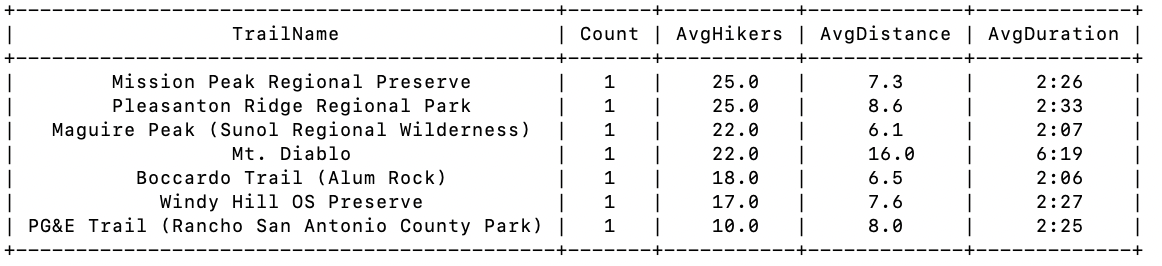 +----------------------------------------------+-------+------------+-------------+-------------+
|                  TrailName                   | Count | AvgHikers  | AvgDistance | AvgDuration |
+----------------------------------------------+-------+------------+-------------+-------------+
|        Mission Peak Regional Preserve        |   1   |    25.0    |     7.3     |     2:26    |
|        Pleasanton Ridge Regional Park        |   1   |    25.0    |     8.6     |     2:33    |
|   Maguire Peak (Sunol Regional Wilderness)   |   1   |    22.0    |     6.1     |     2:07    |
|                  Mt. Diablo                  |   1   |    22.0    |     16.0    |     6:19    |
|          Boccardo Trail (Alum Rock)          |   1   |    18.0    |     6.5     |     2:06    |
|            Windy Hill OS Preserve            |   1   |    17.0    |     7.6     |     2:27    |
| PG&E Trail (Rancho San Antonio County Park)  |   1   |    10.0    |     8.0     |     2:25    |
+----------------------------------------------+-------+------------+-------------+-------------+